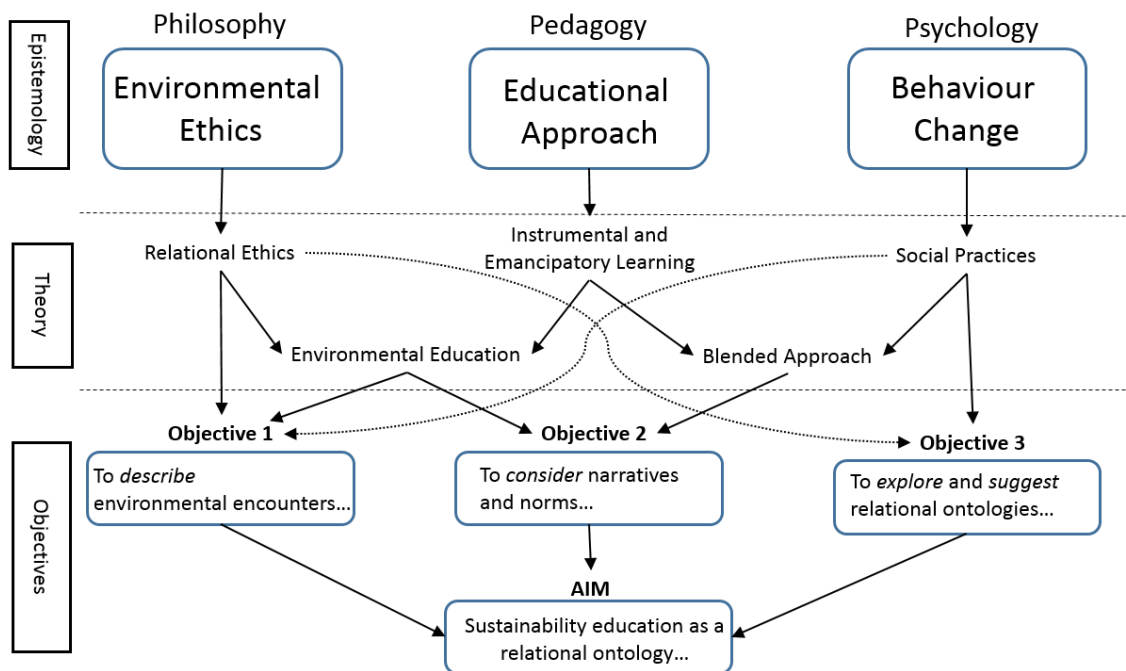 Philosophy
Pedagogy
Psychology
Epistemology
Environmental
Ethics
Educational
Approach
Behaviour
Change
Theory
Relational Ethics
Instrumental and
Emancipatory Learning
Social Practices
Environmental Education
Blended Approach
Objectives
Objective 1
Objective 2
Objective 3
To describe
environmental encounters...
To consider narratives
and norms...
To explore and suggest
relational ontologies...
AIM
Sustainability education as a
relational ontology...